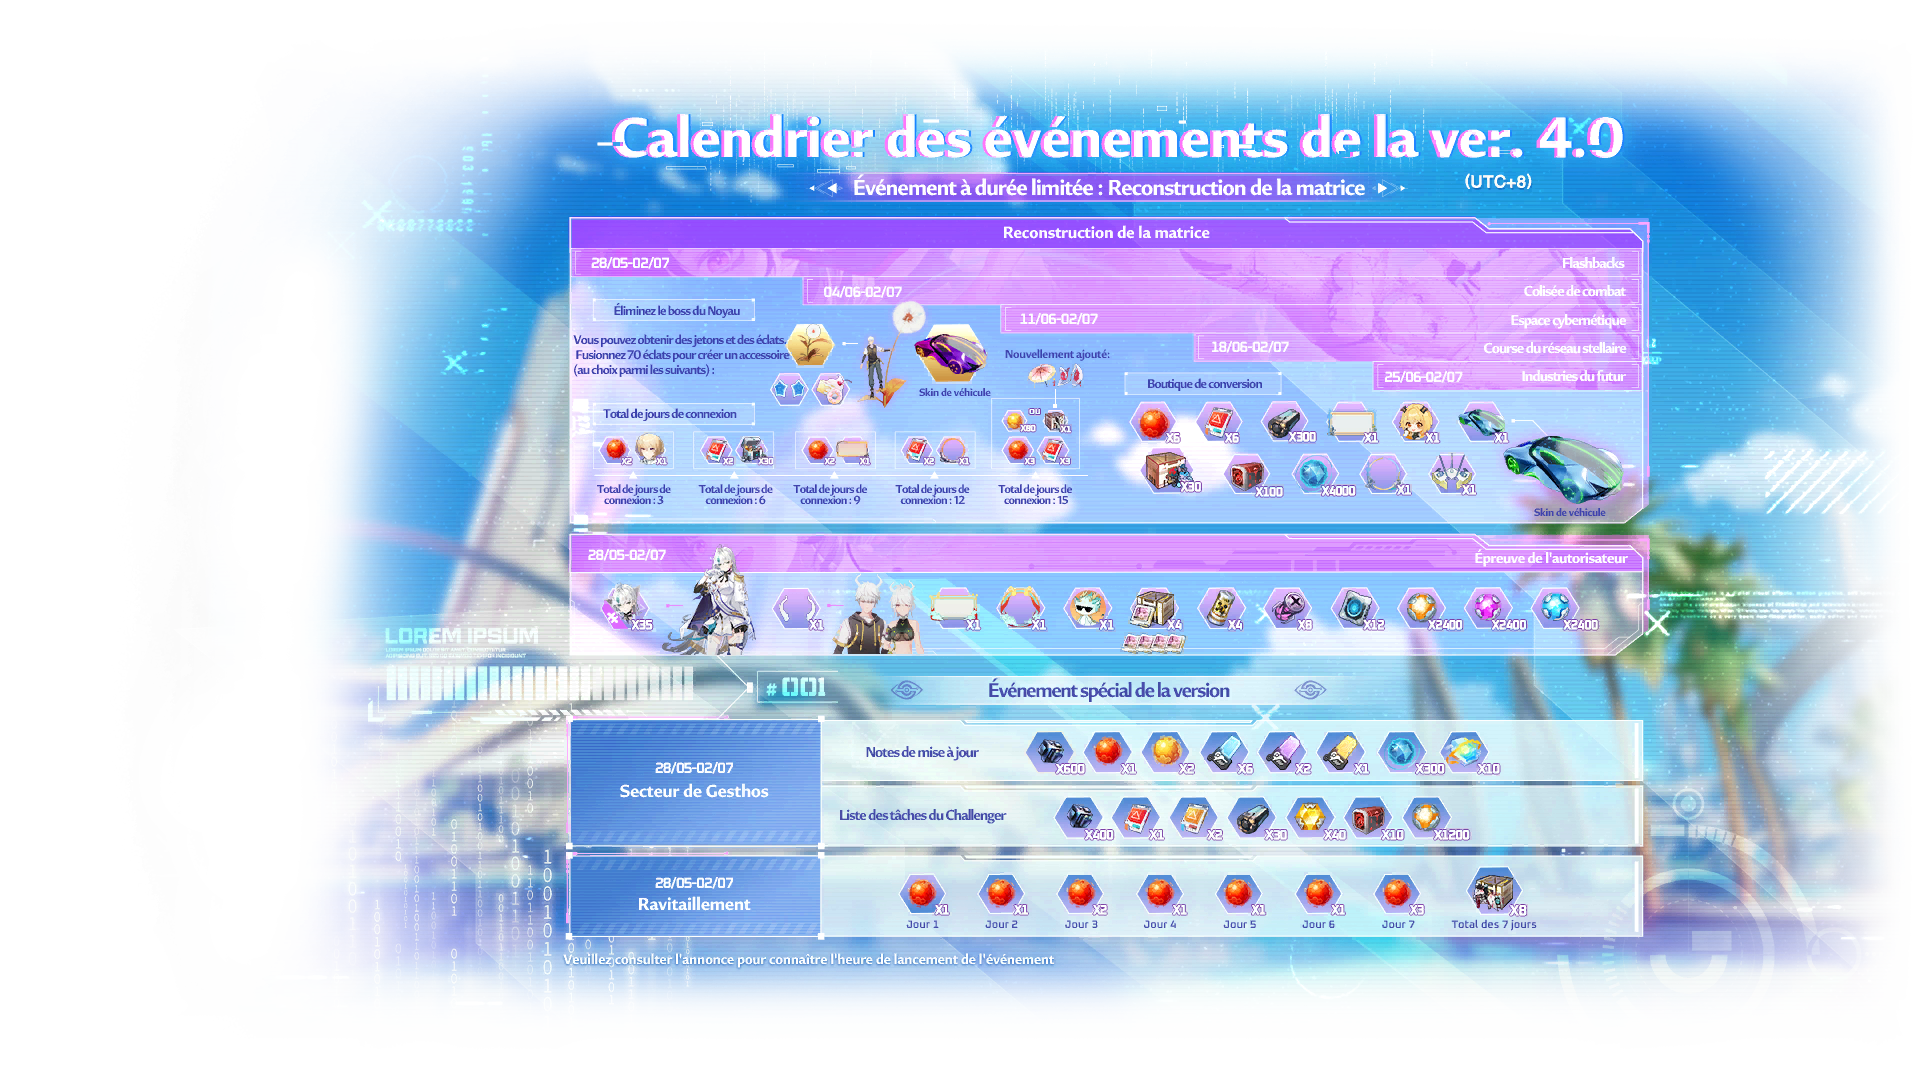 Calendrier des événements de la ver. 4.0
Événement à durée limitée : Reconstruction de la matrice
(UTC+8)
Reconstruction de la matrice
28/05-02/07
Flashbacks
04/06-02/07
Colisée de combat
11/06-02/07
Espace cybernétique
18/06-02/07
Course du réseau stellaire
25/06-02/07
Industries du futur
Éliminez le boss du Noyau
Vous pouvez obtenir des jetons et des éclats.
Fusionnez 70 éclats pour créer un accessoire
(au choix parmi les suivants) :
Skin de véhicule
Nouvellement ajouté:
Total de jours de connexion
X2
X1
X2
X30
X2
X1
X2
X1
X80
OU
X1
X3
X3
Total de jours de
connexion : 3
Total de jours de
connexion : 6
Total de jours de
connexion : 9
Total de jours de
connexion : 12
Total de jours de
connexion : 15
Boutique de conversion
X6
X6
X300
X1
X1
X1
X30
X100
X4000
X1
X1
Skin de véhicule
28/05-02/07
Épreuve de l'autorisateur
X35
X1
X1
X1
X1
X4
X4
X8
X12
X2400
X2400
X2400
LOREM IPSUM
# 001
Événement spécial de la version
28/05-02/07
Secteur de Gesthos
Notes de mise à jour
X600
X1
X2
X6
X2
X1
X300
X10
Liste des tâches du Challenger
X400
X1
X2
X30
X40
X10
X1200
28/05-02/07
Ravitaillement
X1
X1
X2
X1
X1
X1
X3
X8
Jour 1
Jour 2
Jour 3
Jour 4
Jour 5
Jour 6
Jour 7
Total des 7 jours
Veuillez consulter l'annonce pour connaître l'heure de lancement de l'événement